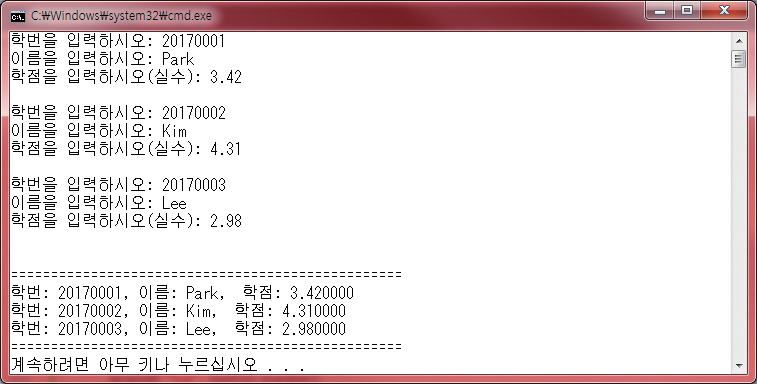 C:\Windows\system32\cmd.exe
학번을 입력하시오: 20170001
이름을 입력하시오: Park
학점을 입력하시오(실수): 3.42
학번을 입력하시오: 20170002
이름을 입력하시오: Kim
학점을 입력하시오(실수): 4.31
학번을 입력하시오: 20170003
이름을 입력하시오: Lee
학점을 입력하시오(실수): 2.98
=================================================
학번: 20170001, 이름: Park,  학점: 3.420000
학번: 20170002, 이름: Kim,  학점: 4.310000
학번: 20170003, 이름: Lee,  학점: 2.980000
=================================================
계속하려면 아무 키나 누르십시오 . . .